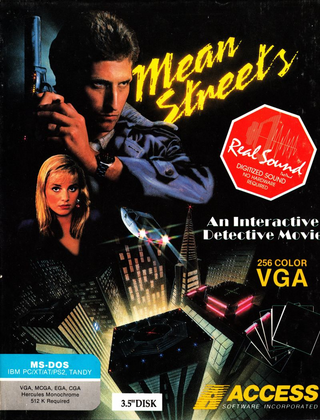 Mean
Streets
Real Sound
DIGITIZED SOUND
NO HARDWARE
REQUIRED
An Interactive
Detective Movie
256 COLOR
VGA
MS-DOS
IBM PC/XT/AT/PS2, TANDY
VGA, MCGA, EGA, CGA
Hercules Monochrome
512 K Required
3.5" DISK
ACCESS
SOFTWARE INCORPORATED